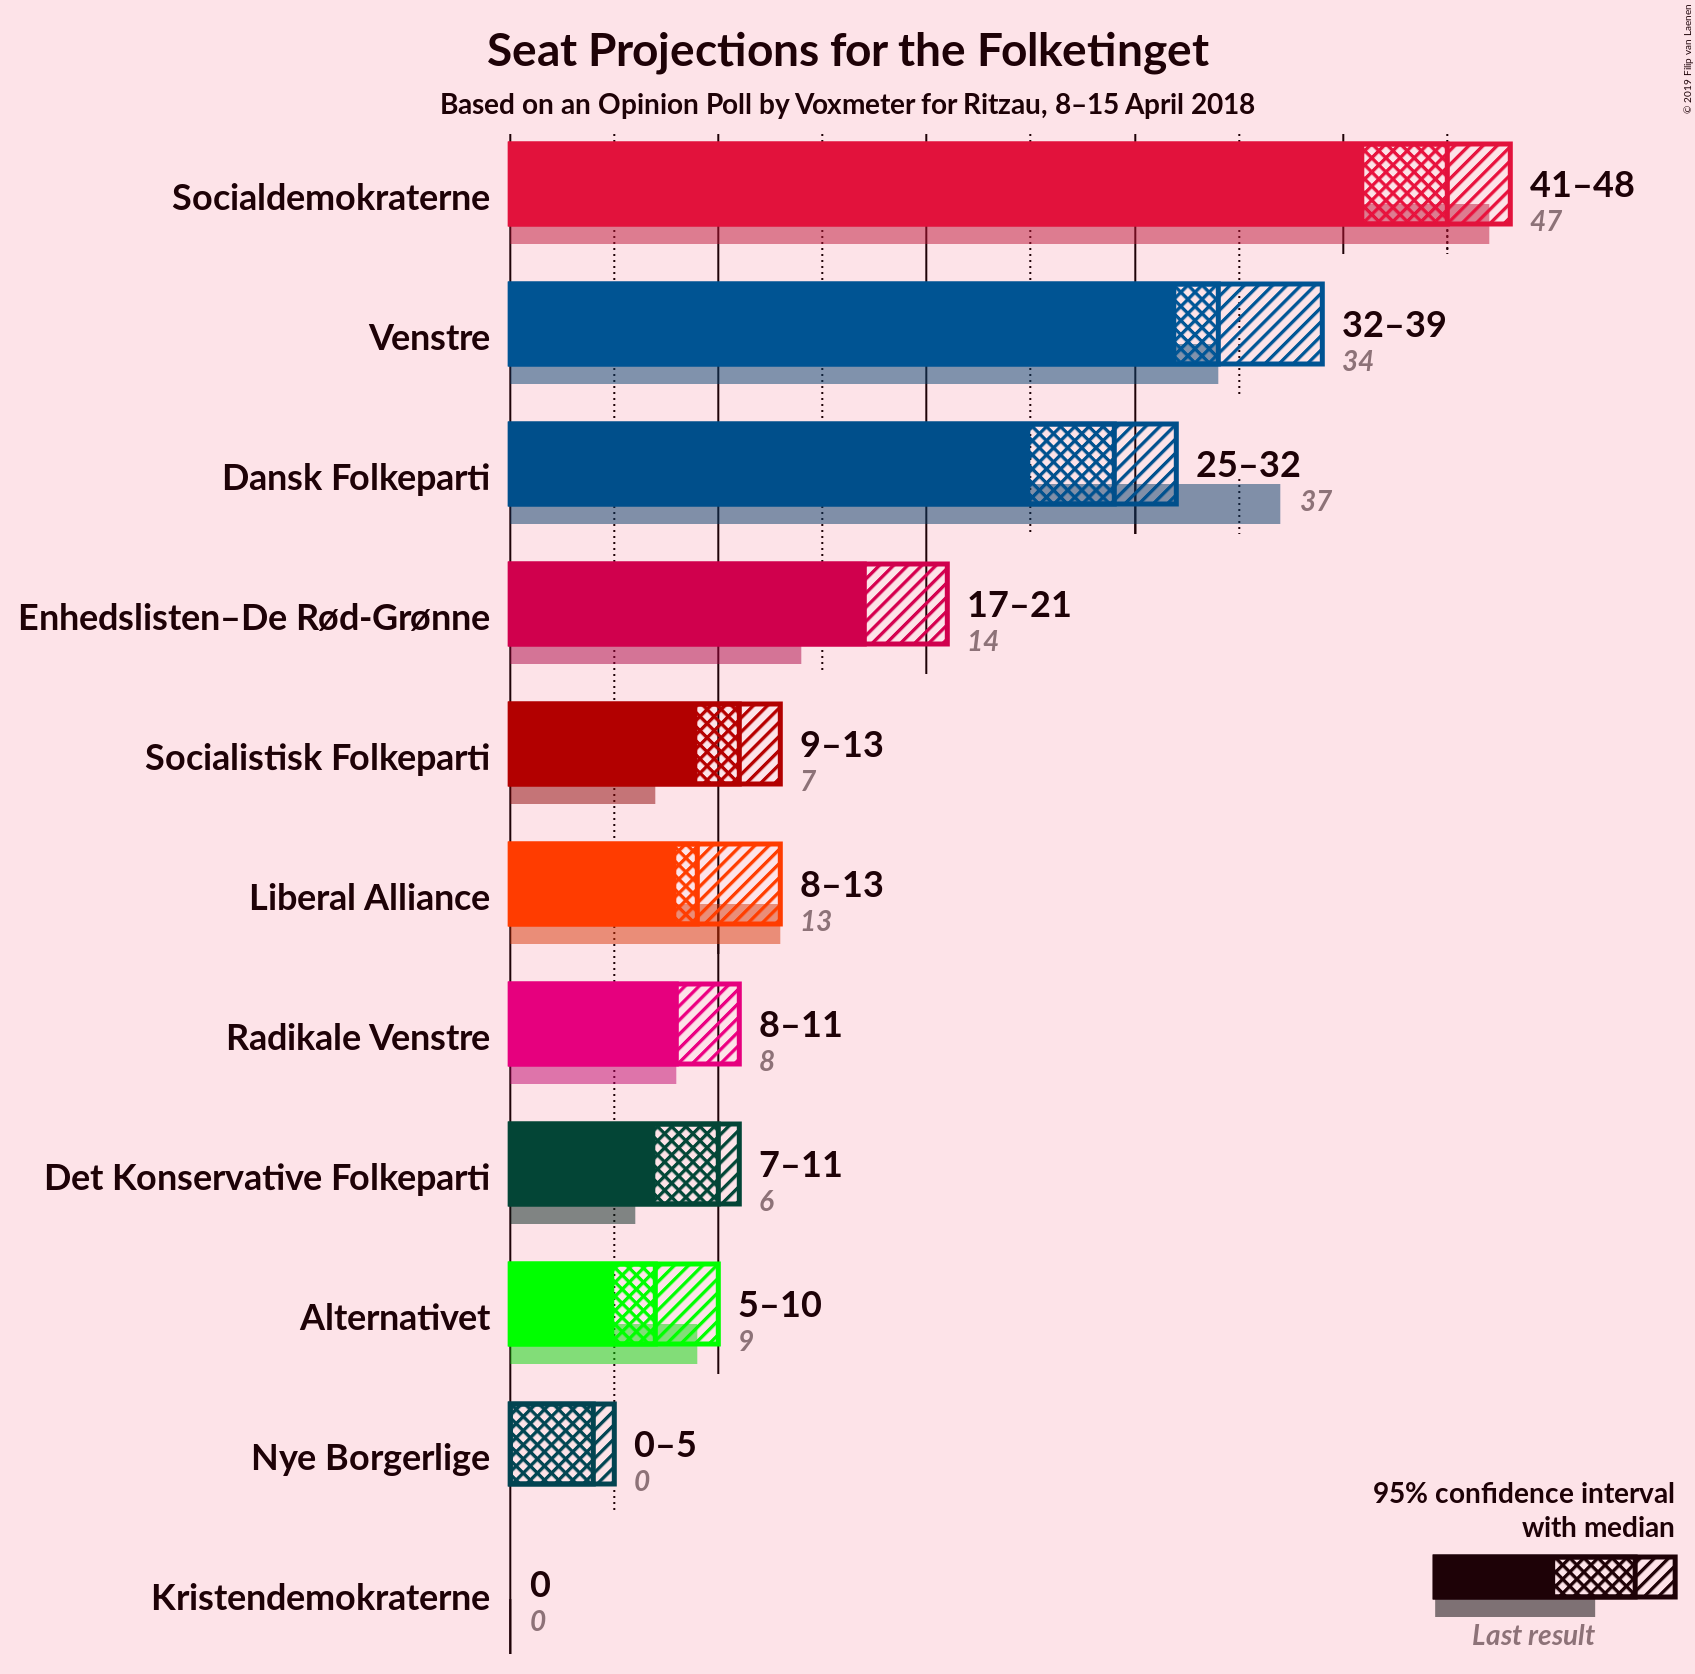 Seat Projections for the Folketinget
Based on an Opinion Poll by Voxmeter for Ritzau, 8–15 April 2018
© 2019 Filip van Laenen
Socialdemokraterne
41–48
47
Venstre
32–39
34
Dansk Folkeparti
25–32
37
Enhedslisten–De Rød-Grønne
17–21
14
Socialistisk Folkeparti
9–13
7
Liberal Alliance
8–13
13
Radikale Venstre
8–11
8
Det Konservative Folkeparti
7–11
6
Alternativet
5–10
9
Nye Borgerlige
0–5
0
Kristendemokraterne
0
0
95% confidence interval
with median
Last result